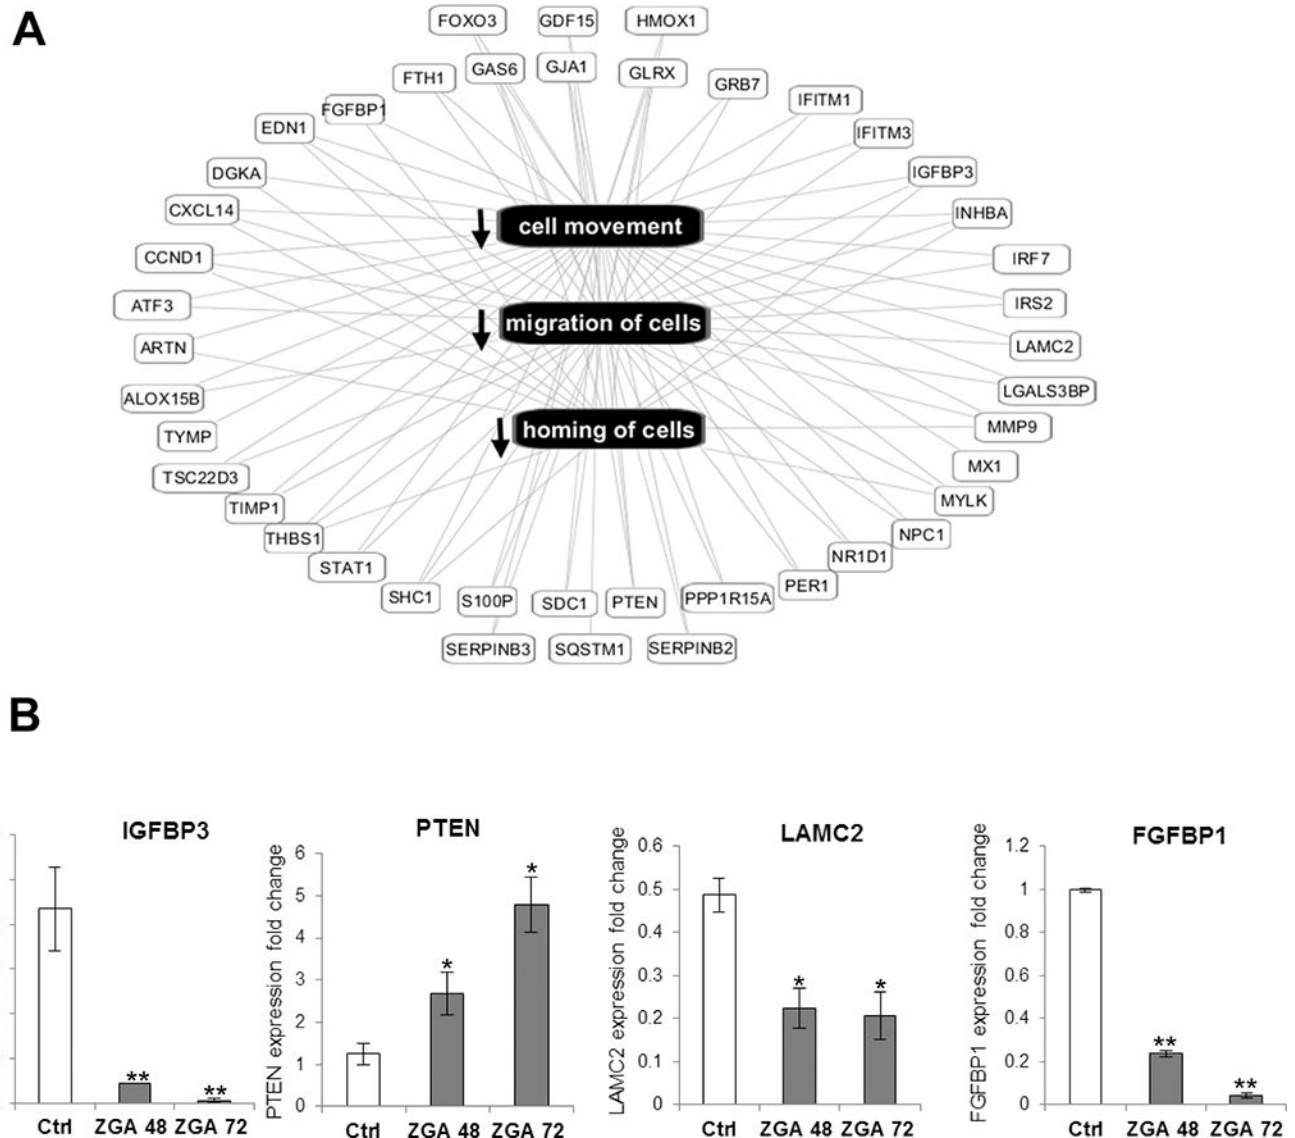 A
FOXO3 GDF15 HMOX1
FTH1 GAS6 GJA1 GLRX GRB7
FGFBP1 IFITM1
EDN1 IFITM3
DGKA IGFBP3
CXCL14 INHBA
cell movement
CCND1 IRF7
ATF3 IRS2
migration of cells
ARTN LAMC2
ALOX15B LGALS3BP
homing of cells
TYMP MMP9
TSC22D3 MX1
TIMP1 MYLK
THBS1 NPC1
STAT1 NR1D1
SHC1 S100P SDC1 PTEN PPP1R15A PER1
SERPINB3 SQSTM1 SERPINB2
B
IGFBP3
**
**
Ctrl ZGA 48 ZGA 72
PTEN
PTEN expression fold change
6
5
4
3
2
1
0
*
*
Ctrl ZGA 48 ZGA 72
LAMC2
LAMC2 expression fold change
0.6
0.5
0.4
0.3
0.2
0.1
0
*
*
Ctrl ZGA 48 ZGA 72
FGFBP1
FGFBP1 expression fold change
1.2
1
0.8
0.6
0.4
0.2
0
**
**
Ctrl ZGA 48 ZGA 72